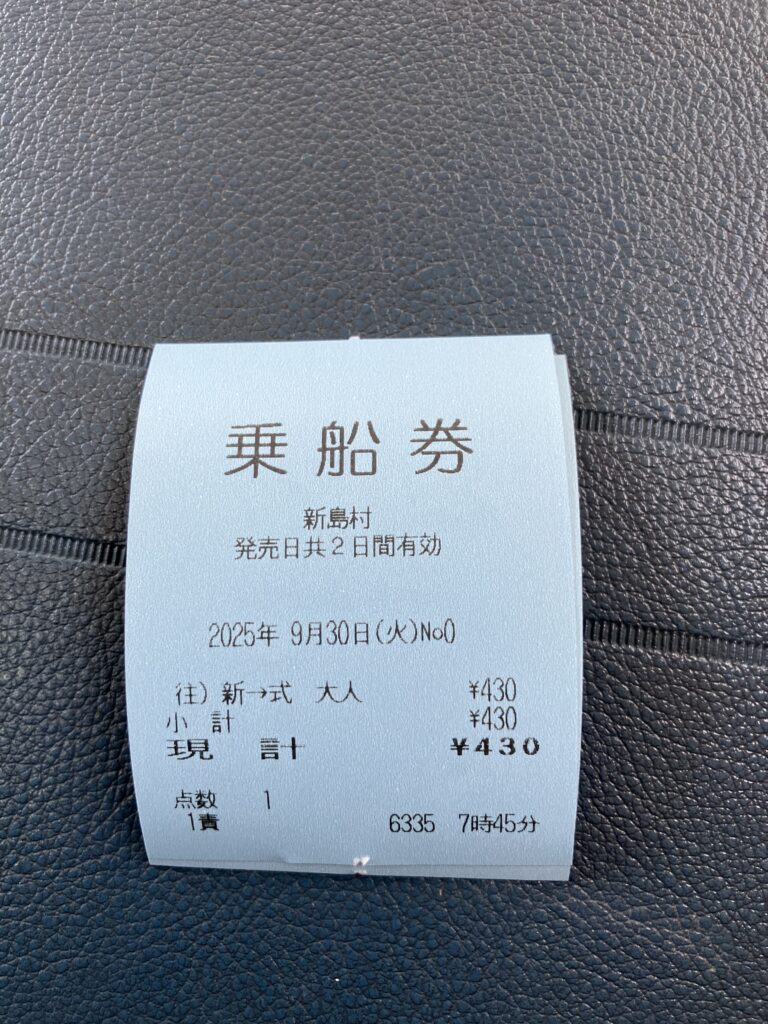 乗船券
新島村
発売日共2日間有効
2025年 9月30日(火)No0
往) 新→式 大人 ¥430
小 計 ¥430
現 計 ¥430
点数 1
1責 6335 7時45分